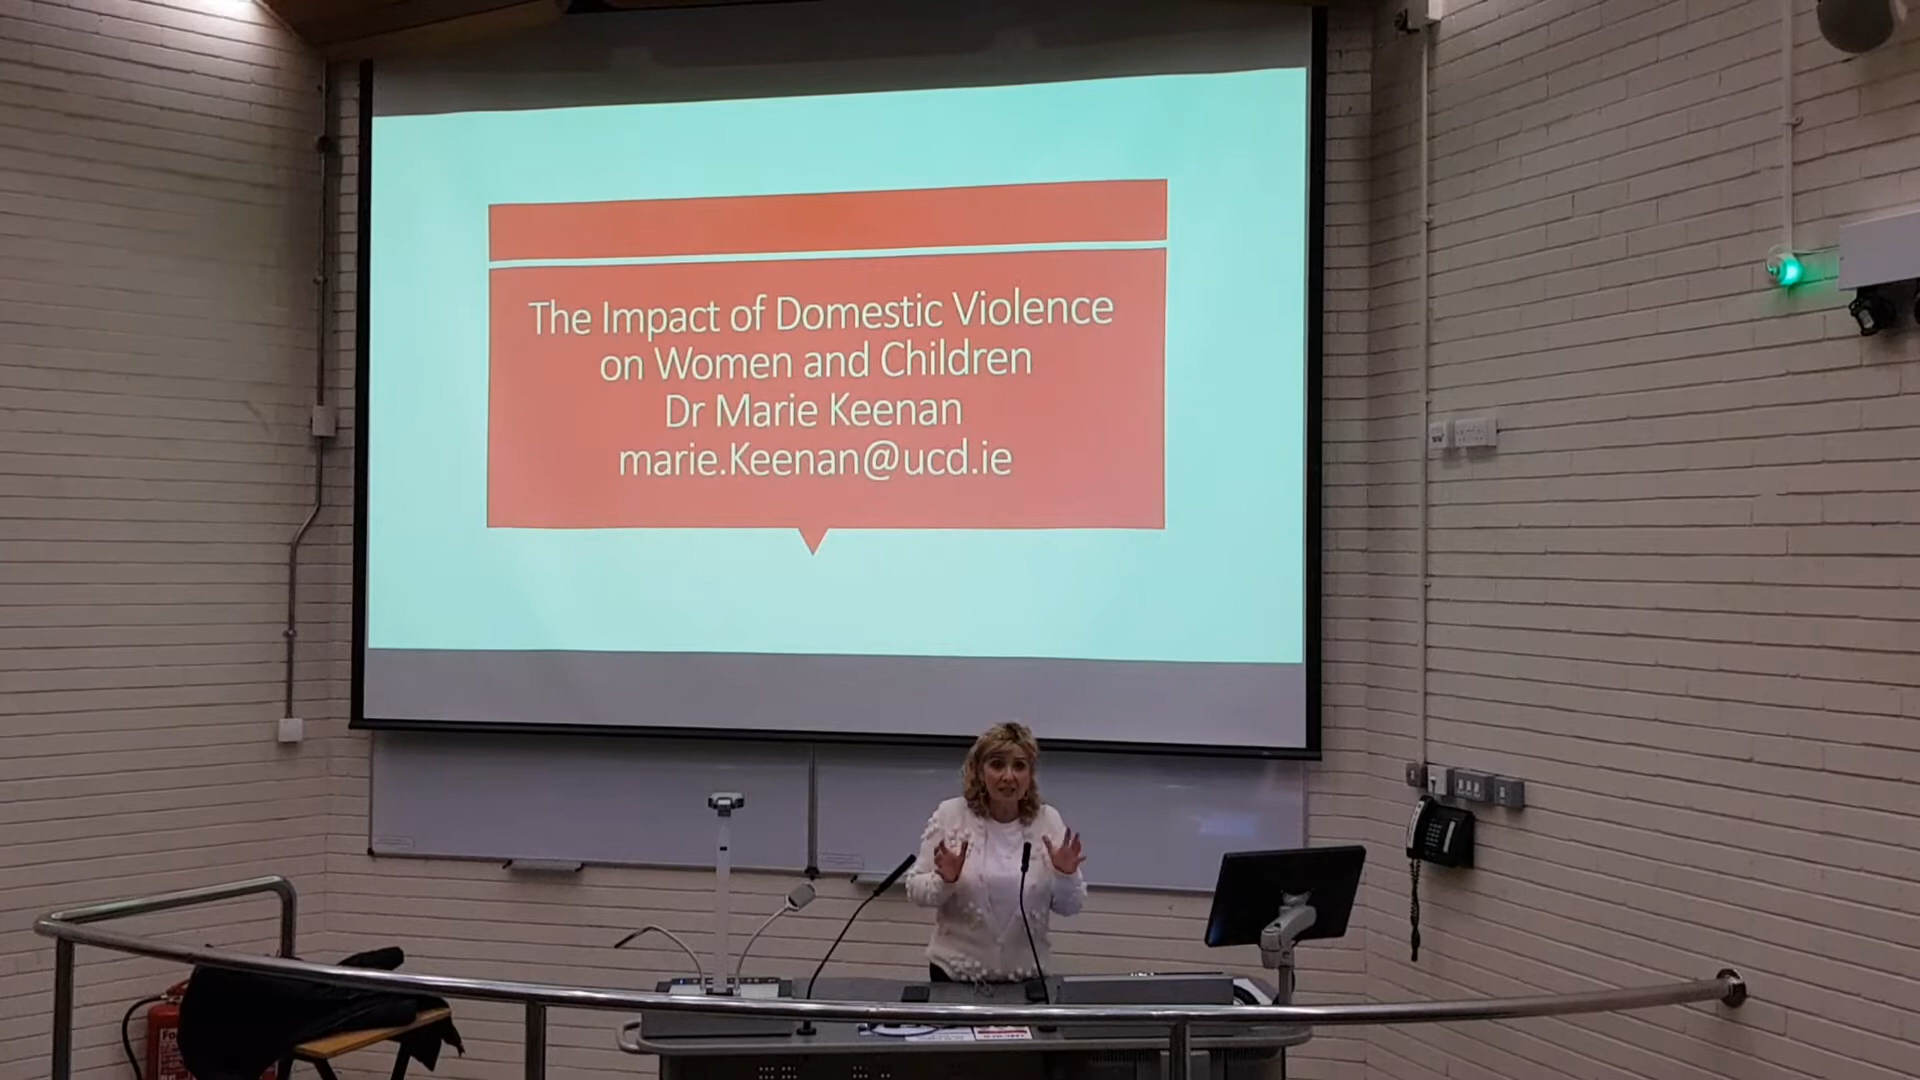 The Impact of Domestic Violence
on Women and Children
Dr Marie Keenan
marie.Keenan@ucd.ie